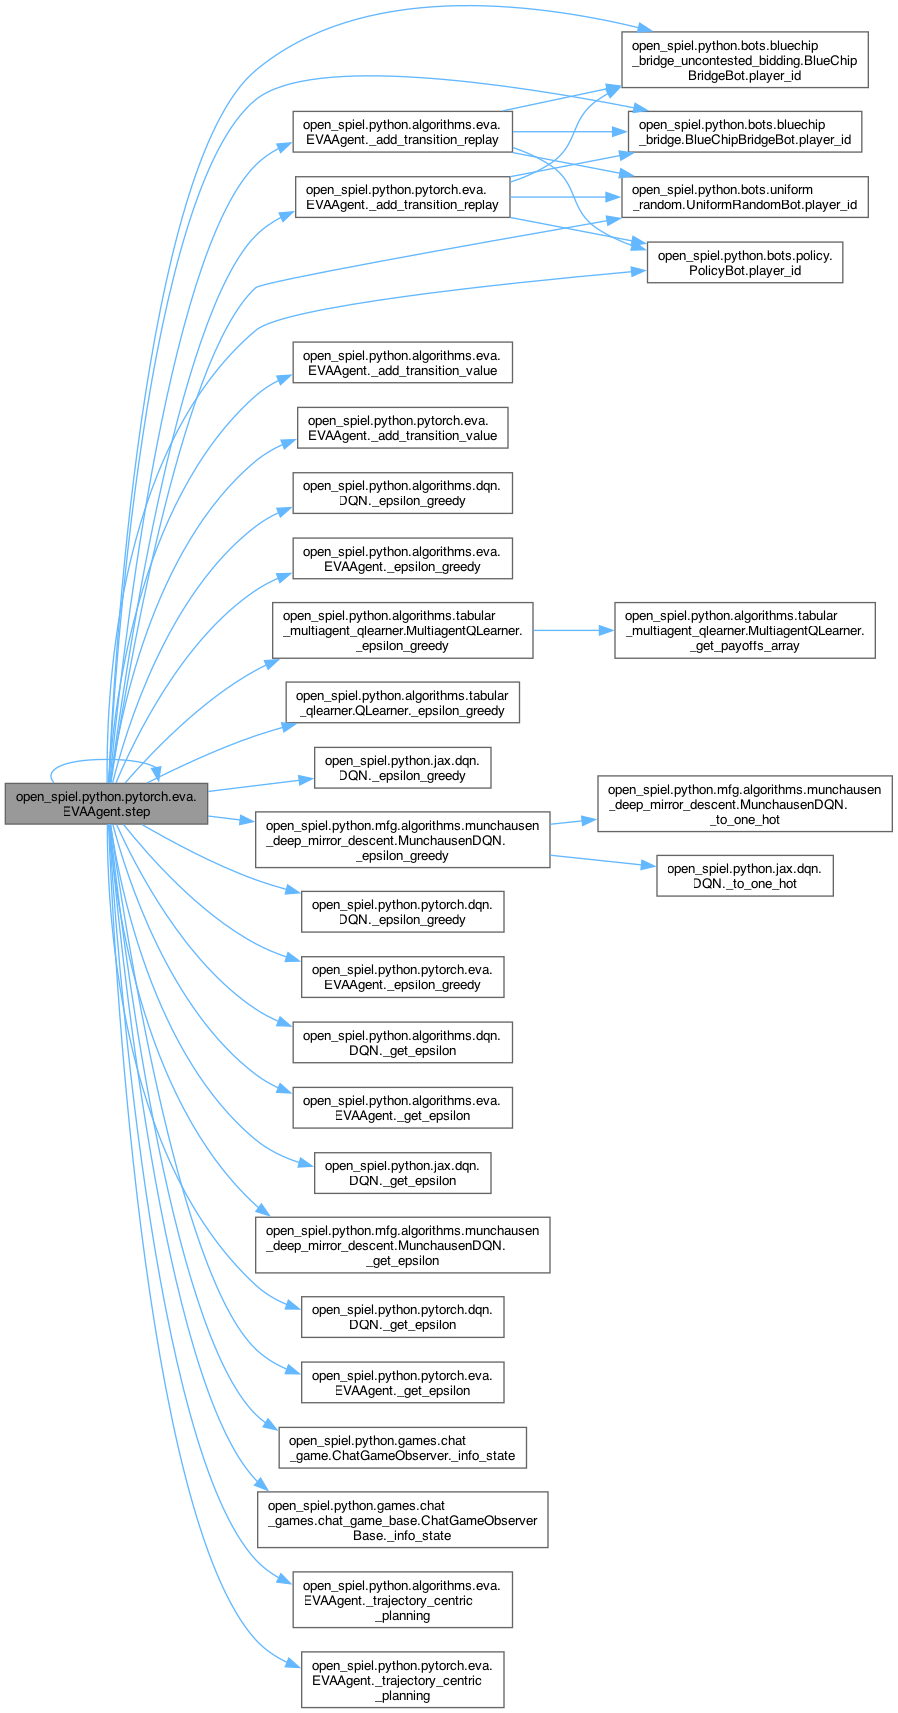 open_spiel.python.bots.bluechip
_bridge_uncontested_bidding.BlueChip
BridgeBot.player_id
open_spiel.python.algorithms.eva.
EVAAgent._add_transition_replay
open_spiel.python.bots.bluechip
_bridge.BlueChipBridgeBot.player_id
open_spiel.python.pytorch.eva.
EVAAgent._add_transition_replay
open_spiel.python.bots.uniform
_random.UniformRandomBot.player_id
open_spiel.python.bots.policy.
PolicyBot.player_id
open_spiel.python.algorithms.eva.
EVAAgent._add_transition_value
open_spiel.python.pytorch.eva.
EVAAgent._add_transition_value
open_spiel.python.algorithms.dqn.
DQN._epsilon_greedy
open_spiel.python.algorithms.eva.
EVAAgent._epsilon_greedy
open_spiel.python.algorithms.tabular
_multiagent_qlearner.MultiagentQLearner.
_epsilon_greedy
open_spiel.python.algorithms.tabular
_multiagent_qlearner.MultiagentQLearner.
_get_payoffs_array
open_spiel.python.algorithms.tabular
_qlearner.QLearner._epsilon_greedy
open_spiel.python.jax.dqn.
DQN._epsilon_greedy
open_spiel.python.pytorch.eva.
EVAAgent.step
open_spiel.python.mfg.algorithms.munchausen
_deep_mirror_descent.MunchausenDQN.
_epsilon_greedy
open_spiel.python.mfg.algorithms.munchausen
_deep_mirror_descent.MunchausenDQN.
_to_one_hot
open_spiel.python.jax.dqn.
DQN._to_one_hot
open_spiel.python.pytorch.dqn.
DQN._epsilon_greedy
open_spiel.python.pytorch.eva.
EVAAgent._epsilon_greedy
open_spiel.python.algorithms.dqn.
DQN._get_epsilon
open_spiel.python.algorithms.eva.
EVAAgent._get_epsilon
open_spiel.python.jax.dqn.
DQN._get_epsilon
open_spiel.python.mfg.algorithms.munchausen
_deep_mirror_descent.MunchausenDQN.
_get_epsilon
open_spiel.python.pytorch.dqn.
DQN._get_epsilon
open_spiel.python.pytorch.eva.
EVAAgent._get_epsilon
open_spiel.python.games.chat
_game.ChatGameObserver._info_state
open_spiel.python.games.chat
_games.chat_game_base.ChatGameObserver
Base._info_state
open_spiel.python.algorithms.eva.
EVAAgent._trajectory_centric
_planning
open_spiel.python.pytorch.eva.
EVAAgent._trajectory_centric
_planning